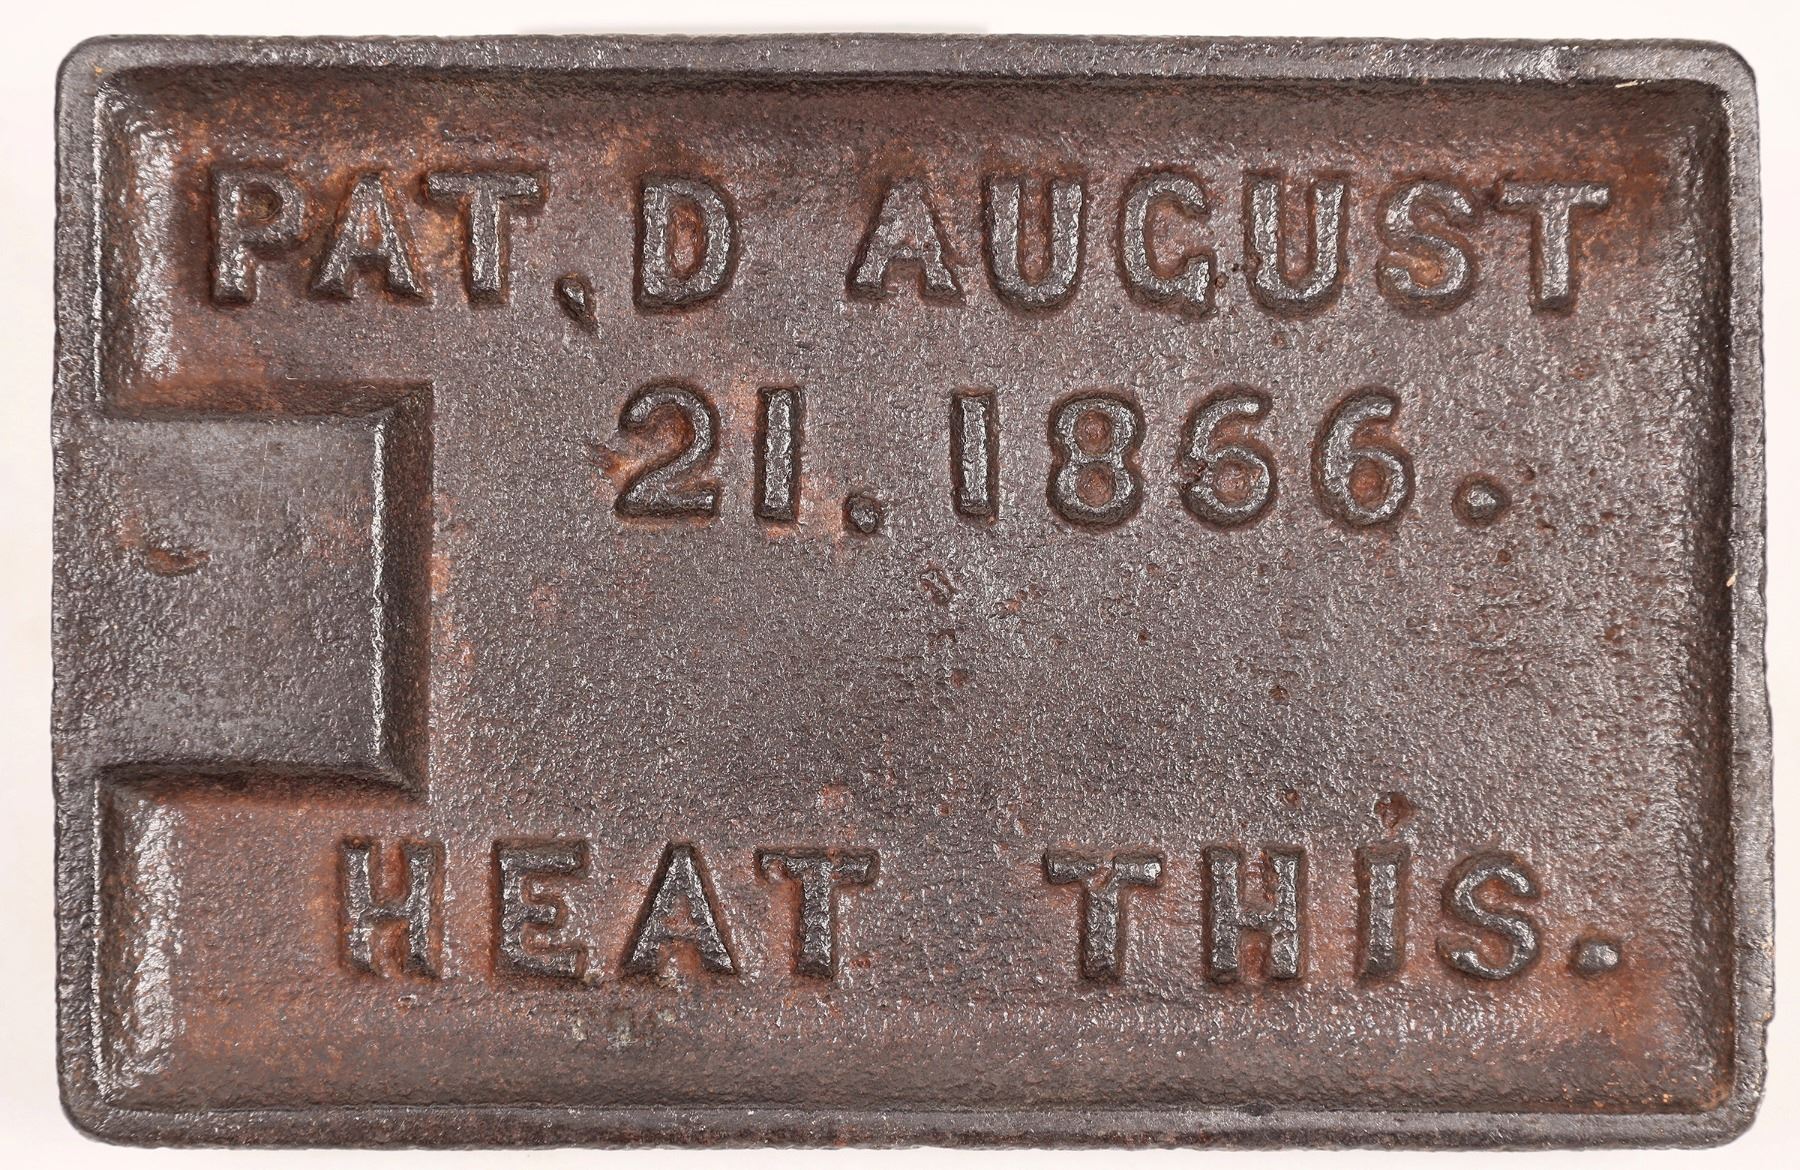 PAT,D AUGUST
21. 1866.
HEAT THIS.